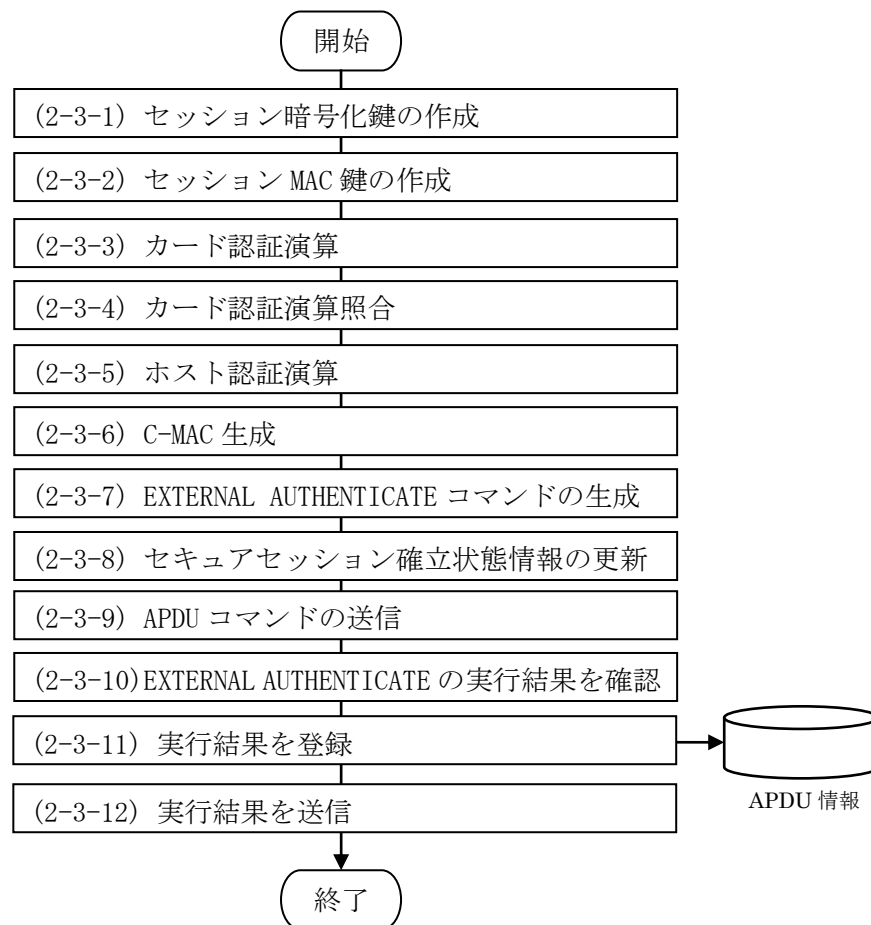 開始
(2-3-1) セッション暗号化鍵の作成
(2-3-2) セッション MAC 鍵の作成
(2-3-3) カード認証演算
(2-3-4) カード認証演算照合
(2-3-5) ホスト認証演算
(2-3-6) C-MAC 生成
(2-3-7) EXTERNAL AUTHENTICATE コマンドの生成
(2-3-8) セキュアセッション確立状態情報の更新
(2-3-9) APDU コマンドの送信
(2-3-10)EXTERNAL AUTHENTICATE の実行結果を確認
(2-3-11) 実行結果を登録
(2-3-12) 実行結果を送信
APDU 情報
終了